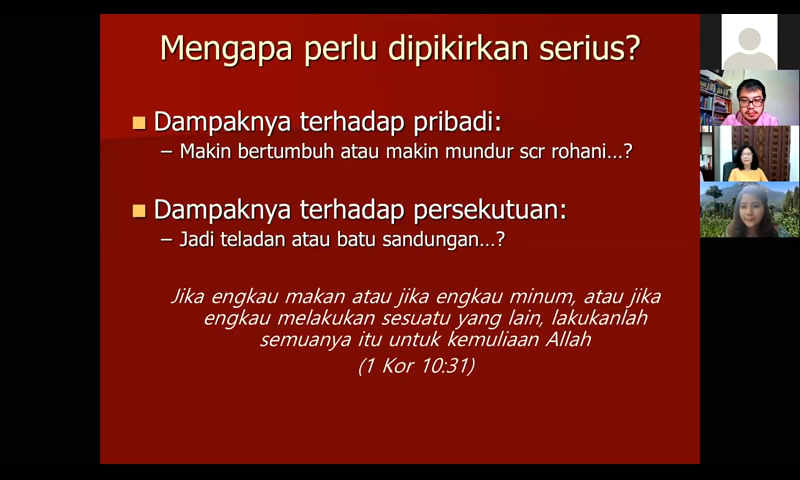 Mengapa perlu dipikirkan serius?
Dampaknya terhadap pribadi:
– Makin bertumbuh atau makin mundur scr rohani...?
Dampaknya terhadap persekutuan:
– Jadi teladan atau batu sandungan...?
Jika engkau makan atau jika engkau minum, atau jika
engkau melakukan sesuatu yang lain, lakukanlah
semuanya itu untuk kemuliaan Allah
(1 Kor 10:31)